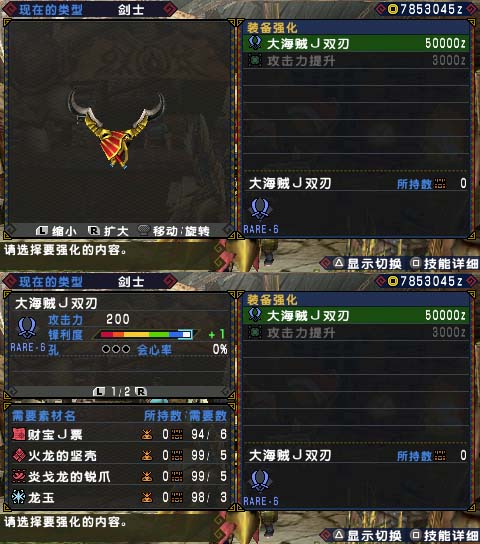 现在的类型 剑士
7853045z
装备强化
大海贼J双刃 50000z
攻击力提升 3000z
大海贼J双刃 所持数 0
RARE-6
L 缩小 R 扩大 移动/旋转
请选择要强化的内容。
△显示切换 □技能详细
现在的类型 剑士
7853045z
大海贼J双刃
攻击力 200
锋利度 +1
RARE-6 孔 ○○○ 会心率 0%
L 1/2 R
需要素材名 所持数/需要数
财宝J票 0 94/ 6
火龙的坚壳 0 99/ 5
炎戈龙的锐爪 0 99/ 5
龙玉 0 98/ 3
装备强化
大海贼J双刃 50000z
攻击力提升 3000z
大海贼J双刃 所持数 0
RARE-6
请选择要强化的内容。
△显示切换 □技能详细